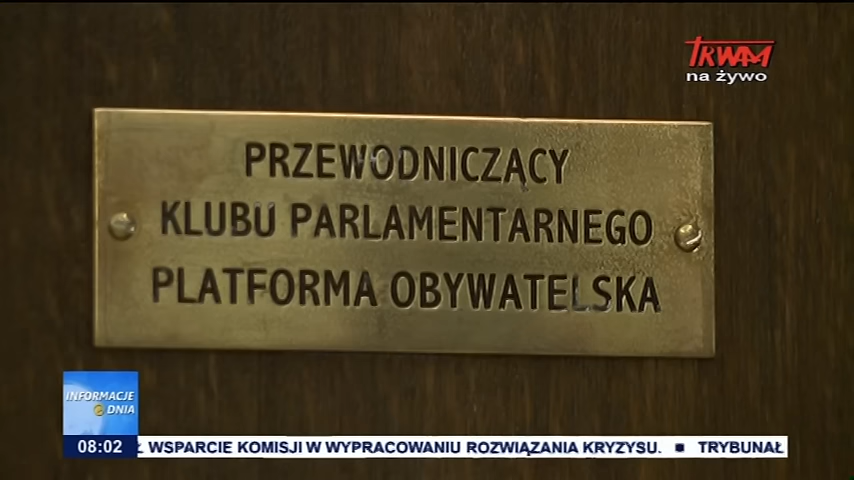 TRWAM
na żywo
PRZEWODNICZĄCY
KLUBU PARLAMENTARNEGO
PLATFORMA OBYWATELSKA
INFORMACJE
DNIA
08:02
Ł WSPARCIE KOMISJI W WYPRACOWANIU ROZWIĄZANIA KRYZYSU. ■ TRYBUNAŁ